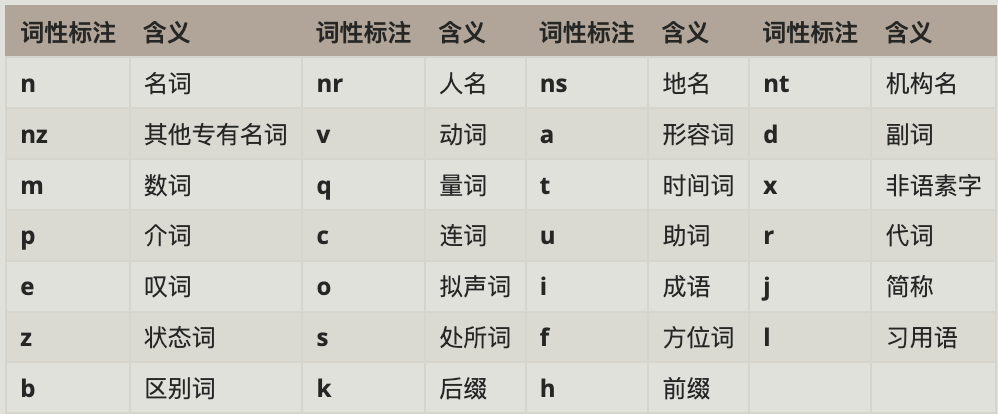 词性标注 含义 词性标注 含义 词性标注 含义 词性标注 含义
n 名词 nr 人名 ns 地名 nt 机构名
nz 其他专有名词 v 动词 a 形容词 d 副词
m 数词 q 量词 t 时间词 x 非语素字
p 介词 c 连词 u 助词 r 代词
e 叹词 o 拟声词 i 成语 j 简称
z 状态词 s 处所词 f 方位词 l 习用语
b 区别词 k 后缀 h 前缀